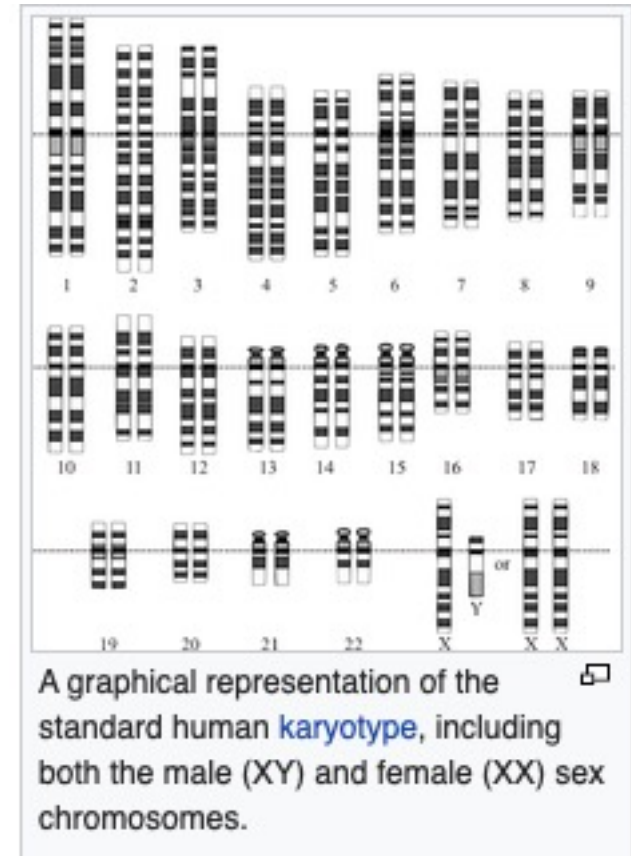 1 2 3 4 5 6 7 8 9
10 11 12 13 14 15 16 17 18
or
Y
19 20 21 22 X X X
A graphical representation of the
standard human karyotype, including
both the male (XY) and female (XX) sex
chromosomes.